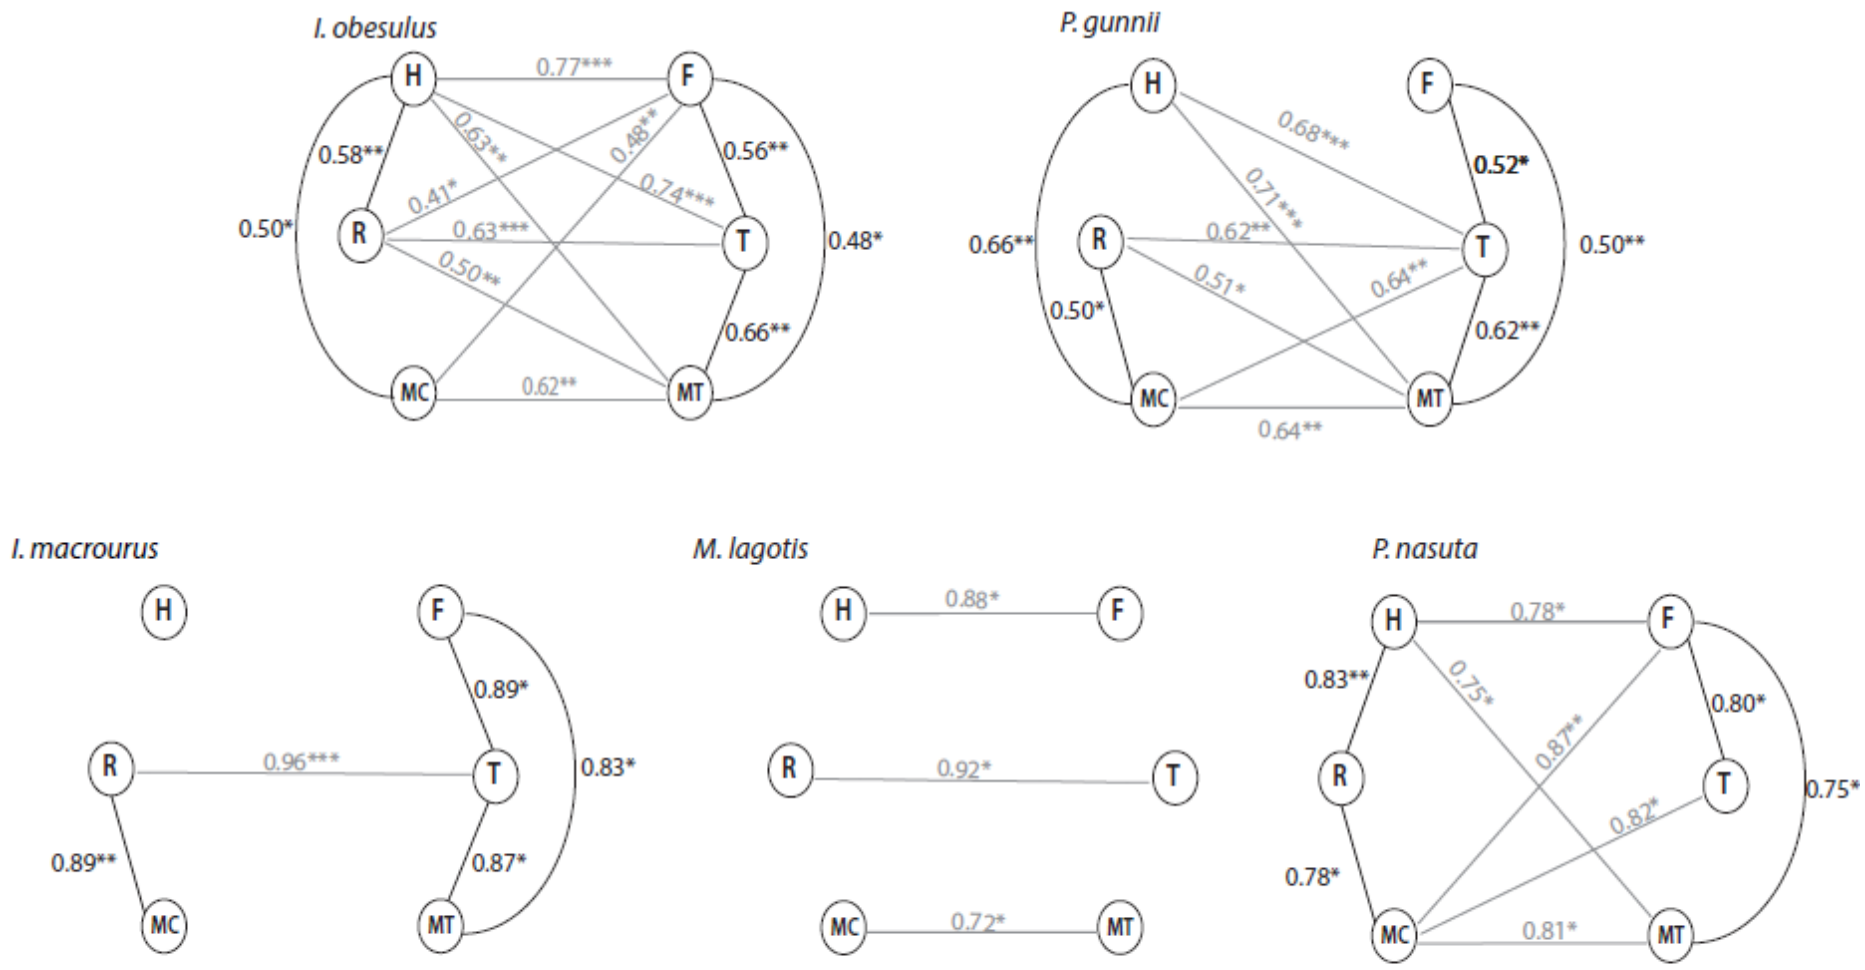 I. obesulus
H
0.77***
F
0.58**
0.63**
0.48**
0.56**
0.41*
0.74***
0.50*
R
0.63***
T
0.48*
0.50**
0.66**
MC
0.62**
MT
P. gunnii
H
F
0.68***
0.52*
0.71***
0.66**
R
0.62**
T
0.50**
0.51*
0.64**
0.50*
0.62**
MC
MT
0.64**
I. macrourus
H
F
0.89*
R
0.96***
T
0.83*
0.89**
0.87*
MC
MT
M. lagotis
H
0.88*
F
R
0.92*
T
MC
0.72*
MT
P. nasuta
H
0.78*
F
0.83**
0.75*
0.80*
0.87**
R
T
0.75*
0.82*
0.78*
MC
0.81*
MT